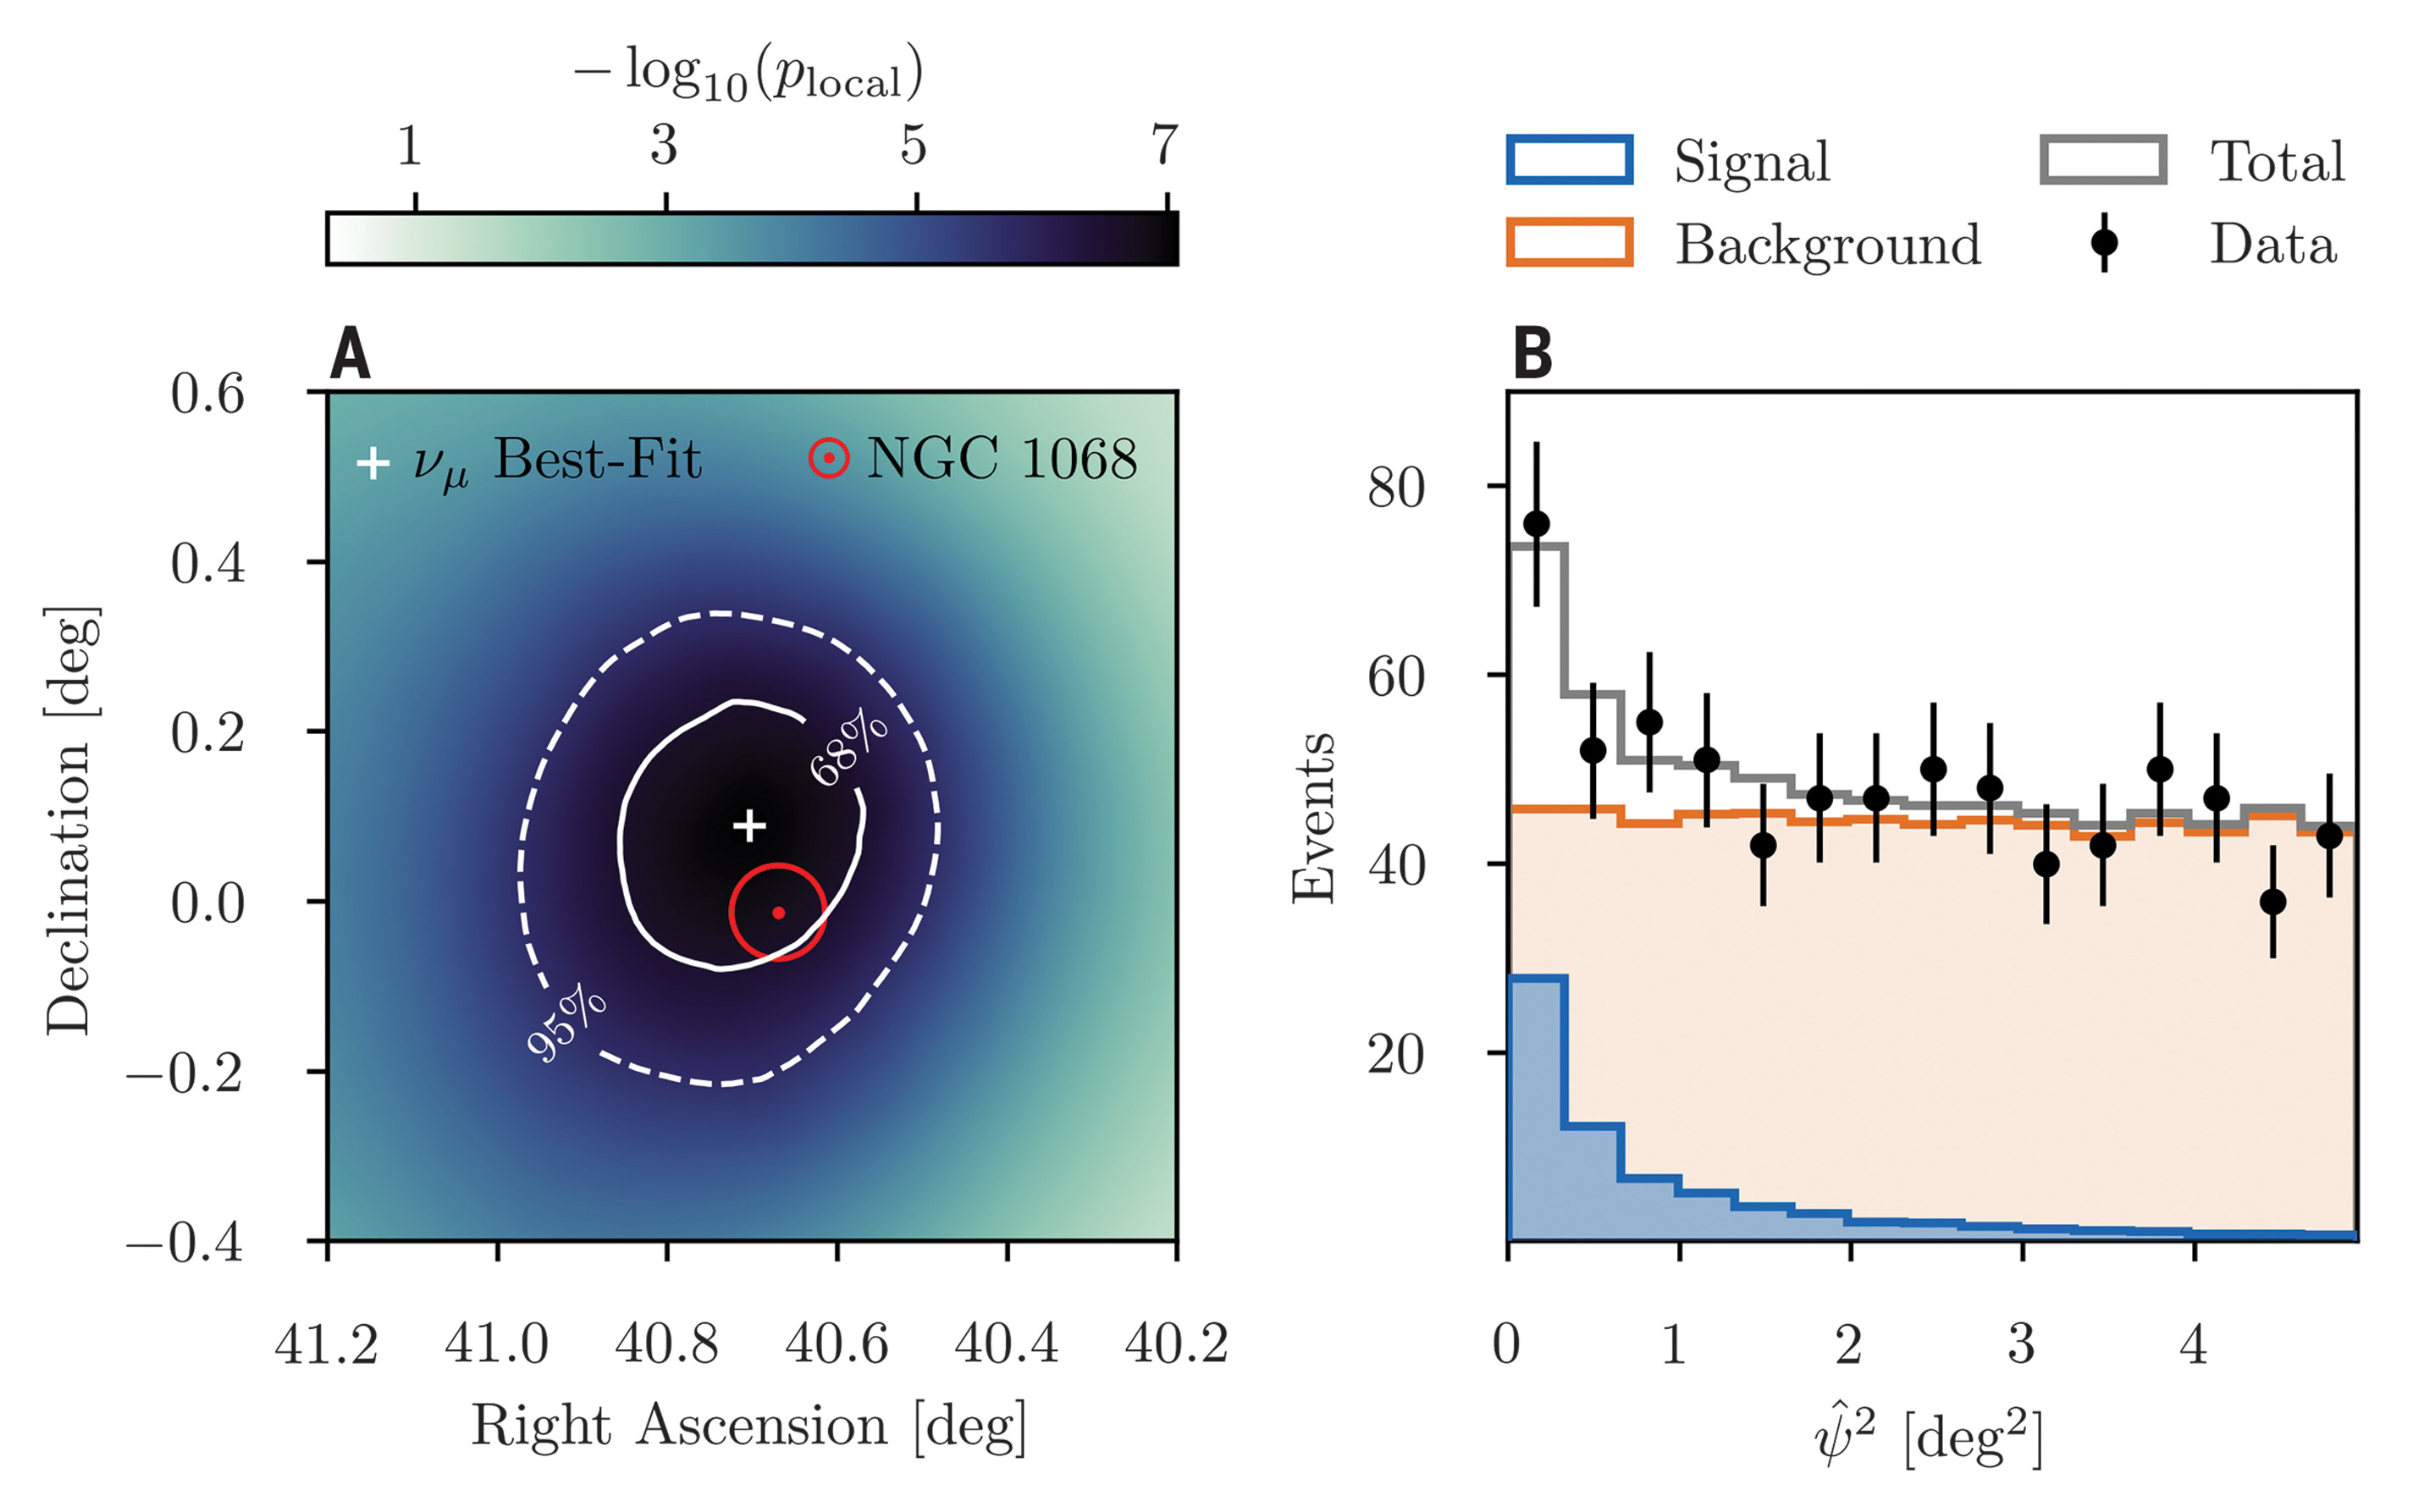 − log₁₀(p_local)
1 3 5 7
A
0.6
0.4
0.2
0.0
−0.2
−0.4
Declination [deg]
ν_μ Best-Fit
NGC 1068
68%
95%
41.2 41.0 40.8 40.6 40.4 40.2
Right Ascension [deg]
Signal
Total
Background
Data
B
80
60
40
20
Events
0 1 2 3 4
ψ̂² [deg²]